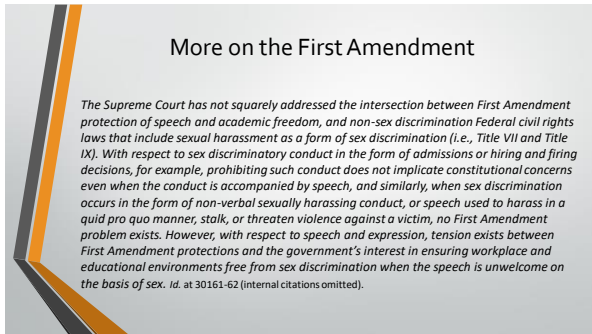 More on the First Amendment
The Supreme Court has not squarely addressed the intersection between First Amendment
protection of speech and academic freedom, and non-sex discrimination Federal civil rights
laws that include sexual harassment as a form of sex discrimination (i.e., Title VII and Title
IX). With respect to sex discriminatory conduct in the form of admissions or hiring and firing
decisions, for example, prohibiting such conduct does not implicate constitutional concerns
even when the conduct is accompanied by speech, and similarly, when sex discrimination
occurs in the form of non-verbal sexually harassing conduct, or speech used to harass in a
quid pro quo manner, stalk, or threaten violence against a victim, no First Amendment
problem exists. However, with respect to speech and expression, tension exists between
First Amendment protections and the government's interest in ensuring workplace and
educational environments free from sex discrimination when the speech is unwelcome on
the basis of sex. Id. at 30161-62 (internal citations omitted).